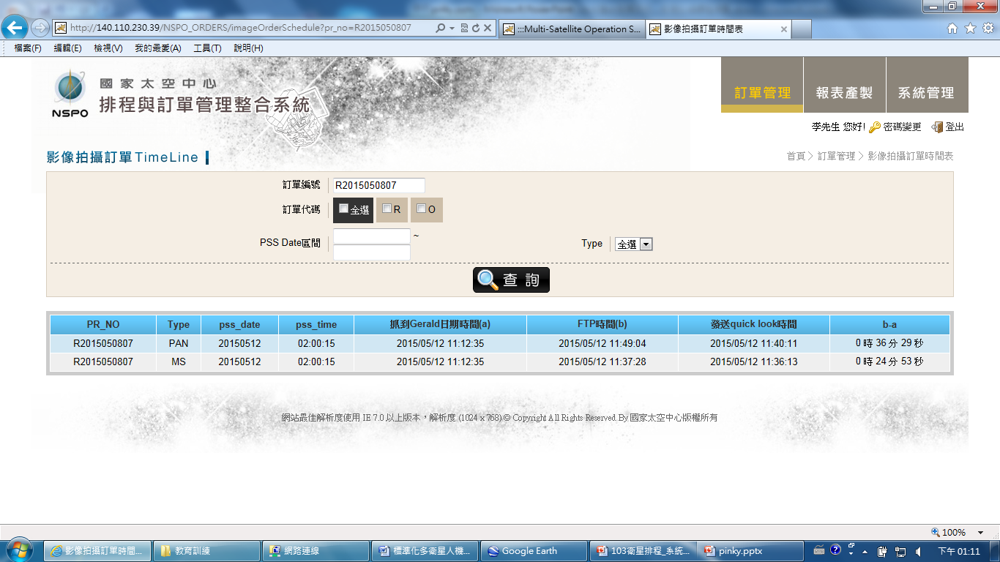 http://140.110.230.39/NSPO_ORDERS/imageOrderSchedule?pr_no=R2015050807
:::Multi-Satellite Operation S...
影像拍攝訂單時間表
檔案(F) 編輯(E) 檢視(V) 我的最愛(A) 工具(T) 說明(H)
NSPO
國家太空中心
排程與訂單管理整合系統
訂單管理 報表產製 系統管理
李先生 您好! 密碼變更 登出
影像拍攝訂單TimeLine
首頁 〉 訂單管理 〉 影像拍攝訂單時間表
訂單編號 R2015050807
訂單代碼 全選 R O
PSS Date區間 ~
Type 全選
查 詢
PR_NO Type pss_date pss_time 抓到Gerald日期時間(a) FTP時間(b) 發送quick look時間 b-a
R2015050807 PAN 20150512 02:00:15 2015/05/12 11:12:35 2015/05/12 11:49:04 2015/05/12 11:40:11 0 時 36 分 29 秒
R2015050807 MS 20150512 02:00:15 2015/05/12 11:12:35 2015/05/12 11:37:28 2015/05/12 11:36:13 0 時 24 分 53 秒
網站最佳解析度使用 IE 7.0 以上版本，解析度 (1024 x 768) © Copyright All Rights Reserved By 國家太空中心版權所有
100%
影像拍攝訂單時間... 教育訓練 網路連線 標準化多衛星人機... Google Earth 103衛星排程_系統... pinky.pptx 下午 01:11